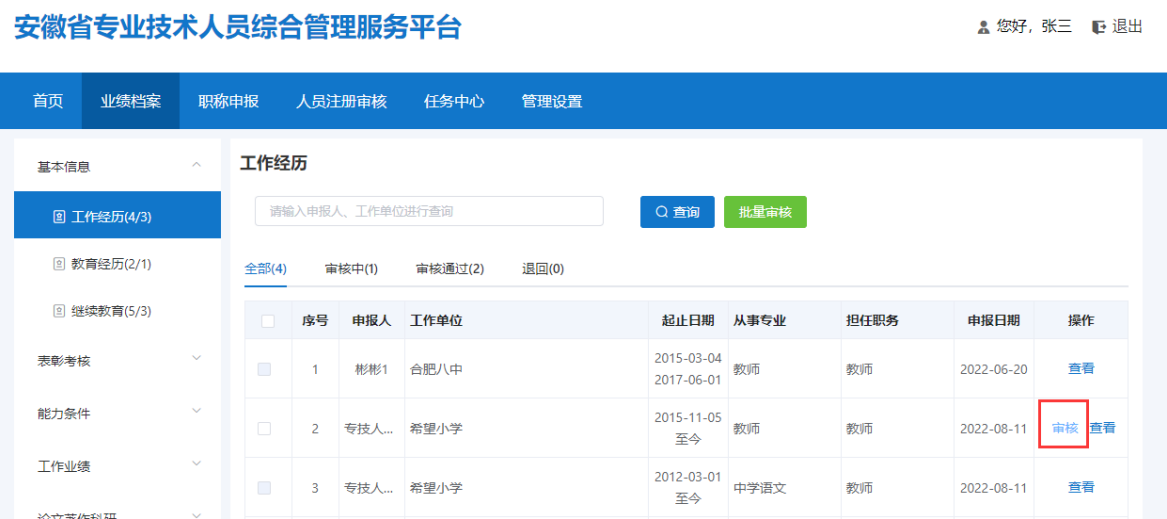 安徽省专业技术人员综合管理服务平台
您好，张三 退出
首页 业绩档案 职称申报 人员注册审核 任务中心 管理设置
基本信息
工作经历(4/3)
教育经历(2/1)
继续教育(5/3)
表彰考核
能力条件
工作业绩
论文著作科研
工作经历
请输入申报人、工作单位进行查询 查询 批量审核
全部(4) 审核中(1) 审核通过(2) 退回(0)
序号 申报人 工作单位 起止日期 从事专业 担任职务 申报日期 操作
1 彬彬1 合肥八中 2015-03-04 2017-06-01 教师 教师 2022-06-20 查看
2 专技人... 希望小学 2015-11-05 至今 教师 教师 2022-08-11 审核 查看
3 专技人... 希望小学 2012-03-01 至今 中学语文 教师 2022-08-11 查看